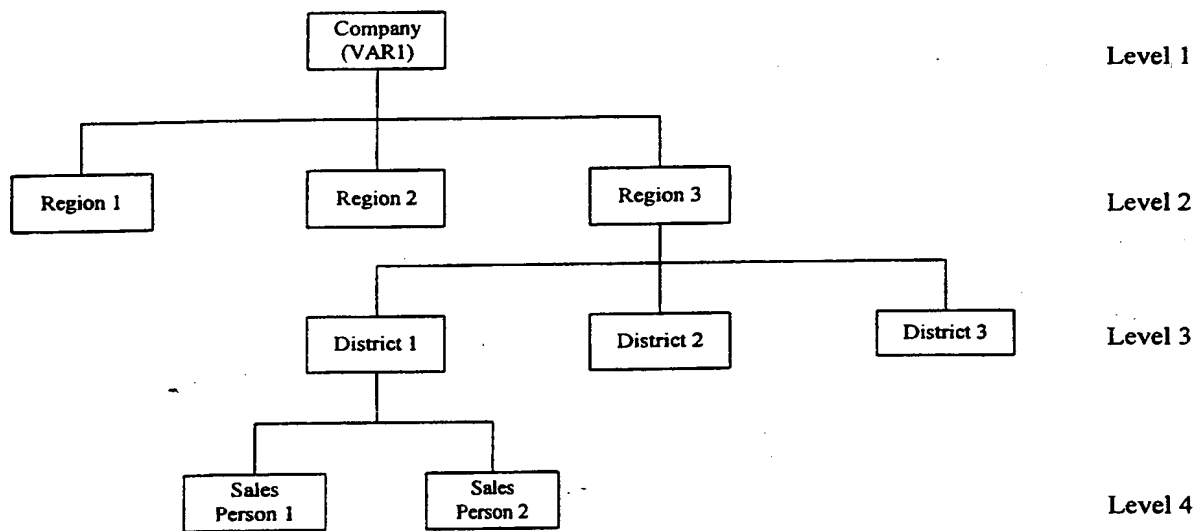 Company
(VAR1)
Level 1
Region 1
Region 2
Region 3
Level 2
District 1
District 2
District 3
Level 3
Sales
Person 1
Sales
Person 2
Level 4